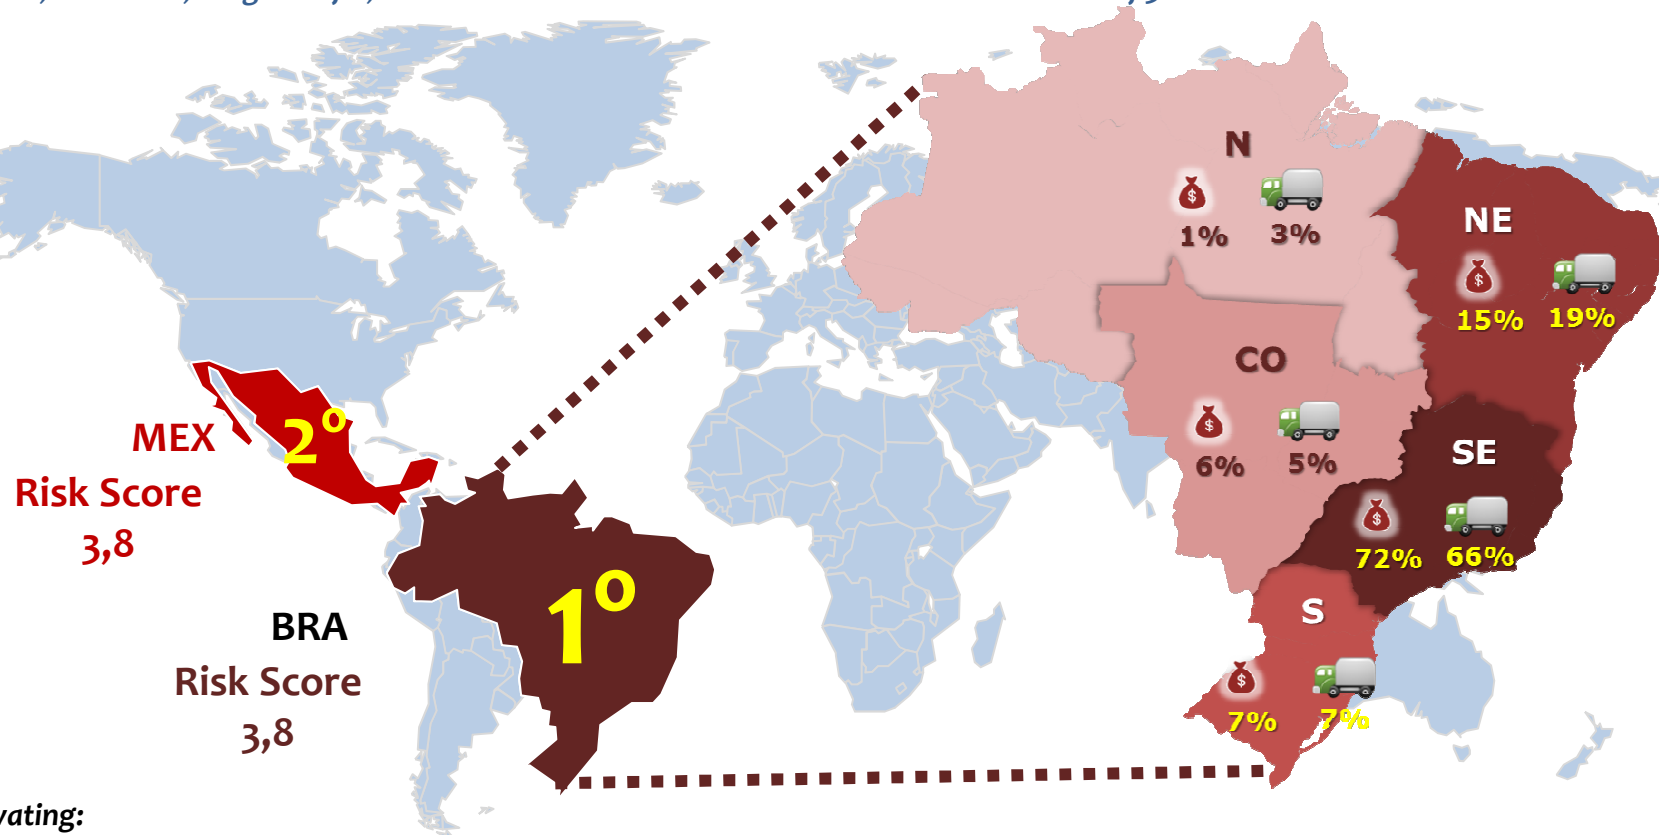 N
1% 3%
NE
15% 19%
CO
6% 5%
MEX
2º
Risk Score
3,8
SE
72% 66%
BRA
1º
Risk Score
3,8
S
7% 7%
vating: